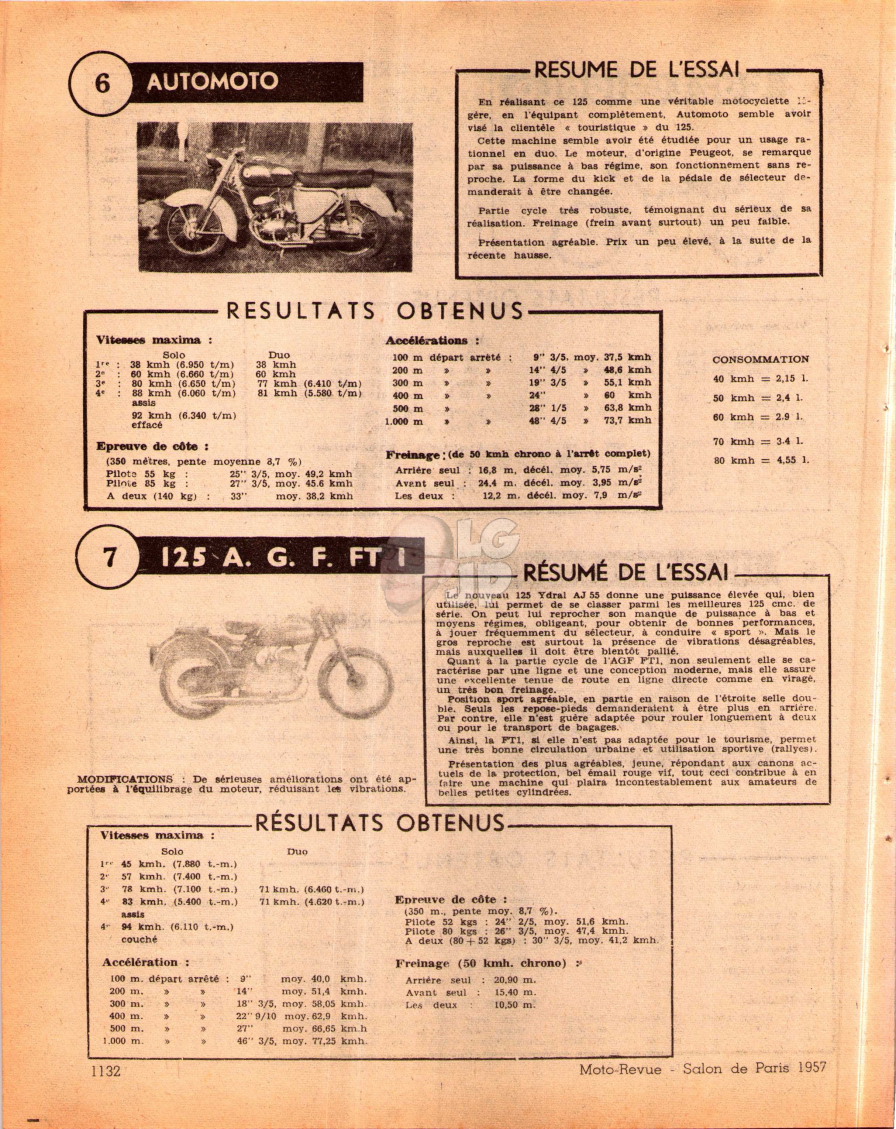 6 AUTOMOTO
RESUME DE L'ESSAI
En réalisant ce 125 comme une véritable motocyclette
gère, en l'équipant complètement, Automoto semble avoir
visé la clientèle « touristique » du 125.
Cette machine semble avoir été étudiée pour un usage ra-
tionnel en duo. Le moteur, d'origine Peugeot, se remarque
par sa puissance à bas régime, son fonctionnement sans re-
proche. La forme du kick et de la pédale de sélecteur de-
manderait à être changée.
Partie cycle très robuste, témoignant du sérieux de sa
réalisation. Freinage (frein avant surtout) un peu faible.
Présentation agréable. Prix un peu élevé, à la suite de la
récente hausse.
RESULTATS OBTENUS
Vitesses maxima :
Solo Duo
1re : 38 kmh (6.950 t/m) 38 kmh
2e : 60 kmh (6.660 t/m) 60 kmh
3e : 80 kmh (6.650 t/m) 77 kmh (6.410 t/m)
4e : 88 kmh (6.060 t/m) 81 kmh (5.580 t/m)
assis
92 kmh (6.340 t/m)
effacé
Epreuve de côte :
(350 mètres, pente moyenne 8,7 %)
Pilote 55 kg : 25'' 3/5, moy. 49,2 kmh
Pilote 85 kg : 27'' 3/5, moy. 45.6 kmh
A deux (140 kg) : 33'' moy. 38,2 kmh
Accélérations :
100 m départ arrêté : 9'' 3/5. moy. 37,5 kmh
200 m » » 14'' 4/5 » 48,6 kmh
300 m » » 19'' 3/5 » 55,1 kmh
400 m » » 24'' » 60 kmh
500 m » 28'' 1/5 » 63,8 kmh
1.000 m » » 48'' 4/5 » 73,7 kmh
Freinage : (de 50 kmh chrono à l'arrêt complet)
Arrière seul : 16,8 m, décél. moy. 5,75 m/s²
Avant seul : 24,4 m. décél. moy. 3,95 m/s²
Les deux : 12,2 m. décél. moy. 7,9 m/s²
CONSOMMATION
40 kmh = 2,15 l.
50 kmh = 2,4 l.
60 kmh = 2.9 l.
70 kmh = 3.4 l.
80 kmh = 4,55 l.
7 125 A. G. F. FT 1
LG
JP
RÉSUMÉ DE L'ESSAI
Le nouveau 125 Ydral AJ 55 donne une puissance élevée qui, bien
utilisée, lui permet de se classer parmi les meilleures 125 cmc. de
série. On peut lui reprocher son manque de puissance à bas et
moyens régimes, obligeant, pour obtenir de bonnes performances,
à jouer fréquemment du sélecteur, à conduire « sport ». Mais le
gros reproche est surtout la présence de vibrations désagréables,
mais auxquelles il doit être bientôt pallié.
Quant à la partie cycle de l'AGF FT1, non seulement elle se ca-
ractérise par une ligne et une conception moderne, mais elle assure
une excellente tenue de route en ligne directe comme en virage,
un très bon freinage.
Position sport agréable, en partie en raison de l'étroite selle dou-
ble. Seuls les repose-pieds demanderaient à être plus en arrière.
Par contre, elle n'est guère adaptée pour rouler longuement à deux
ou pour le transport de bagages.
Ainsi, la FT1, si elle n'est pas adaptée pour le tourisme, permet
une très bonne circulation urbaine et utilisation sportive (rallyes).
Présentation des plus agréables, jeune, répondant aux canons ac-
tuels de la protection, bel émail rouge vif, tout ceci contribue à en
faire une machine qui plaira incontestablement aux amateurs de
belles petites cylindrées.
MODIFICATIONS : De sérieuses améliorations ont été ap-
portées à l'équilibrage du moteur, réduisant les vibrations.
RÉSULTATS OBTENUS
Vitesses maxima :
Solo Duo
1re 45 kmh. (7.880 t.-m.)
2e 57 kmh. (7.400 t.-m.)
3e 78 kmh. (7.100 t.-m.) 71 kmh. (6.460 t.-m.)
4e 83 kmh. (5.400 t.-m.) 71 kmh. (4.620 t.-m.)
assis
4e 94 kmh. (6.110 t.-m.)
couché
Accélération :
100 m. départ arrêté : 9'' moy. 40,0 kmh.
200 m. » » 14'' moy. 51,4 kmh.
300 m. » » 18'' 3/5, moy. 58,05 kmh.
400 m. » » 22'' 9/10 moy. 62,9 kmh.
500 m. » » 27'' moy. 66,65 km.h
1.000 m. » » 46'' 3/5, moy. 77,25 kmh.
Epreuve de côte :
(350 m., pente moy. 8,7 %).
Pilote 52 kgs : 24'' 2/5, moy. 51,6 kmh.
Pilote 80 kgs : 26'' 3/5, moy. 47,4 kmh.
A deux (80 + 52 kgs) : 30'' 3/5, moy. 41,2 kmh.
Freinage (50 kmh. chrono) :
Arrière seul : 20,90 m.
Avant seul : 15,40 m.
Les deux : 10,50 m.
1132
Moto-Revue - Salon de Paris 1957